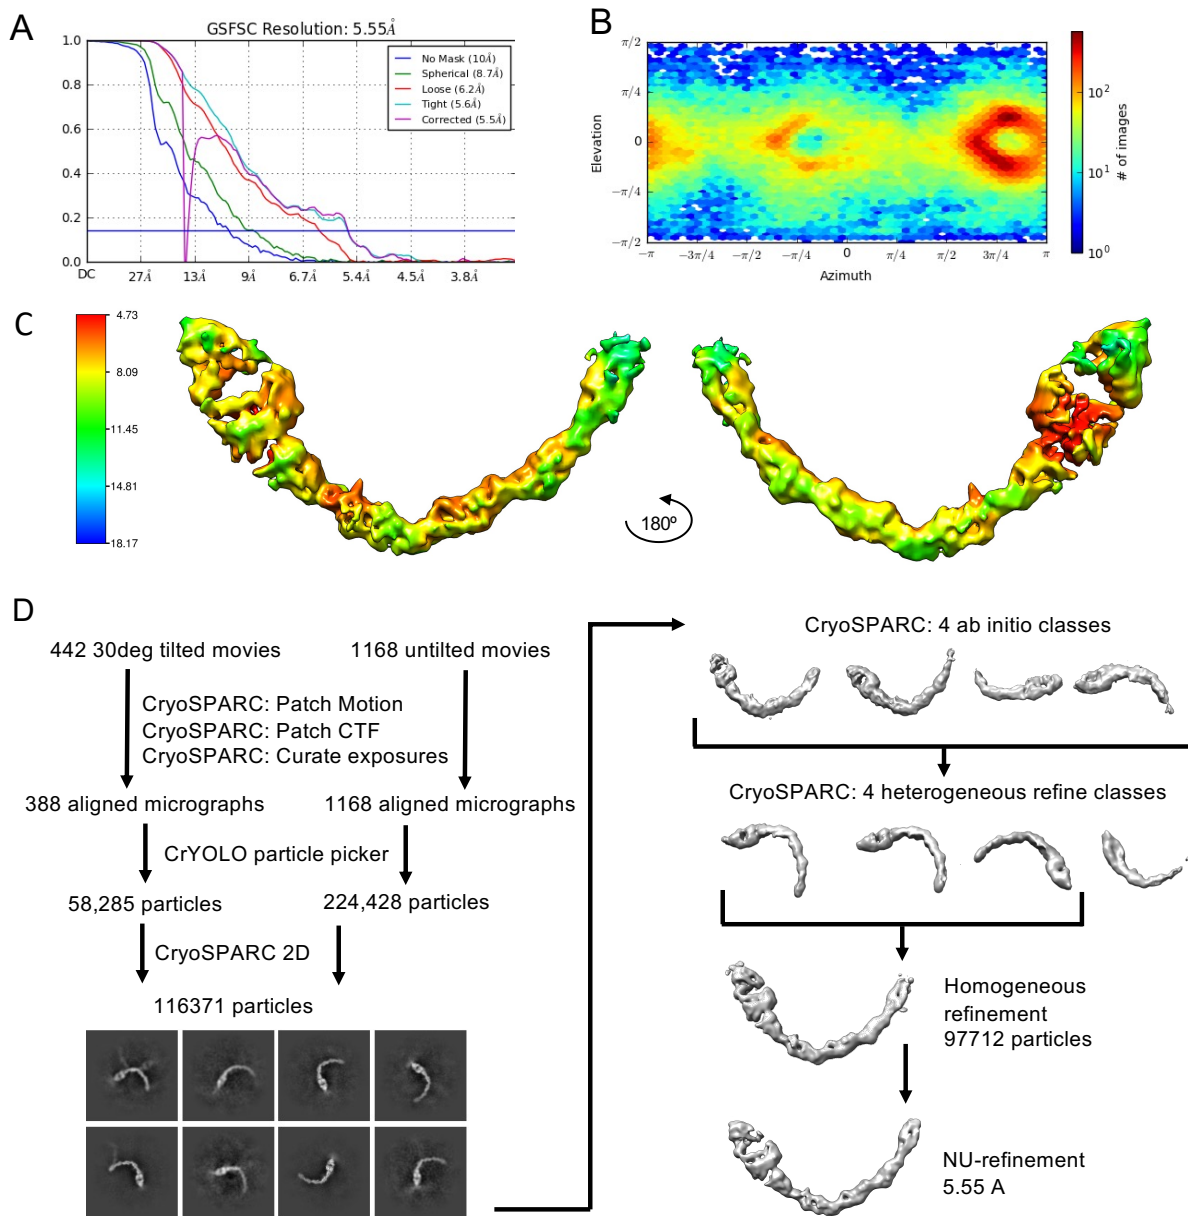 A
GSFSC Resolution: 5.55Å
1.0
0.8
0.6
0.4
0.2
0.0
DC
27Å
13Å
9Å
6.7Å
5.4Å
4.5Å
3.8Å
No Mask (10Å)
Spherical (8.7Å)
Loose (6.2Å)
Tight (5.6Å)
Corrected (5.5Å)
B
π/2
π/4
0
−π/4
−π/2
Elevation
−π
−3π/4
−π/2
−π/4
0
π/4
π/2
3π/4
π
Azimuth
10²
10¹
10⁰
# of images
C
4.73
8.09
11.45
14.81
18.17
180º
D
442 30deg tilted movies
1168 untilted movies
CryoSPARC: Patch Motion
CryoSPARC: Patch CTF
CryoSPARC: Curate exposures
388 aligned micrographs
1168 aligned micrographs
CrYOLO particle picker
58,285 particles
224,428 particles
CryoSPARC 2D
116371 particles
CryoSPARC: 4 ab initio classes
CryoSPARC: 4 heterogeneous refine classes
Homogeneous
refinement
97712 particles
NU-refinement
5.55 A